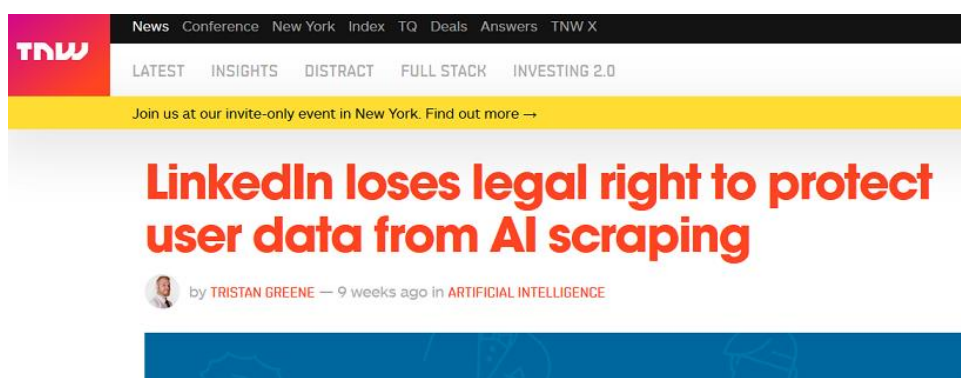 TNW
News Conference New York Index TQ Deals Answers TNW X
LATEST INSIGHTS DISTRACT FULL STACK INVESTING 2.0
Join us at our invite-only event in New York. Find out more →
LinkedIn loses legal right to protect
user data from AI scraping
by TRISTAN GREENE — 9 weeks ago in ARTIFICIAL INTELLIGENCE